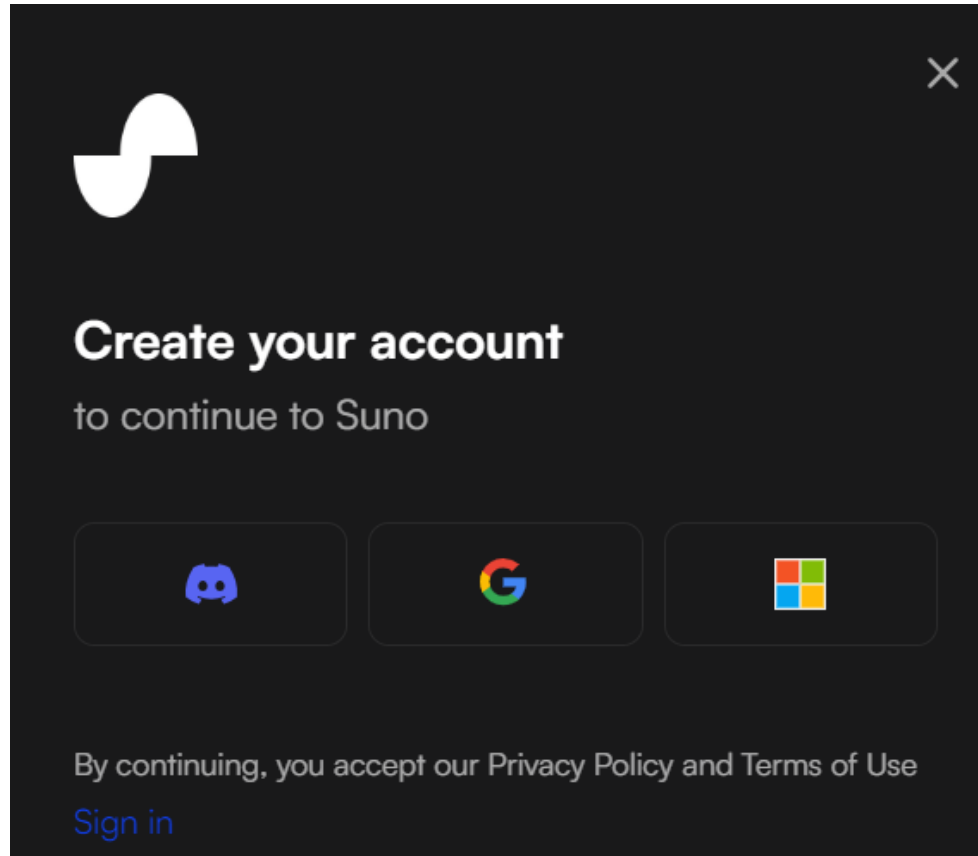 Create your account
to continue to Suno
By continuing, you accept our Privacy Policy and Terms of Use
Sign in